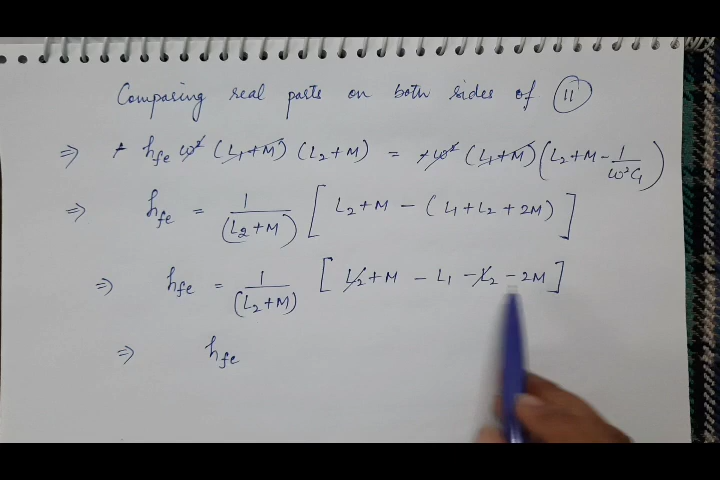 Comparing real parts on both sides of (11)
⇒ + hfe ω² (L₁+M) (L₂+M) = +ω² (L₁+M) (L₂+M - 1/ω²C₁)
⇒ hfe = 1/(L₂+M) [ L₂+M - (L₁+L₂+2M) ]
⇒ hfe = 1/(L₂+M) [ L₂+M - L₁ - L₂ - 2M ]
⇒ hfe